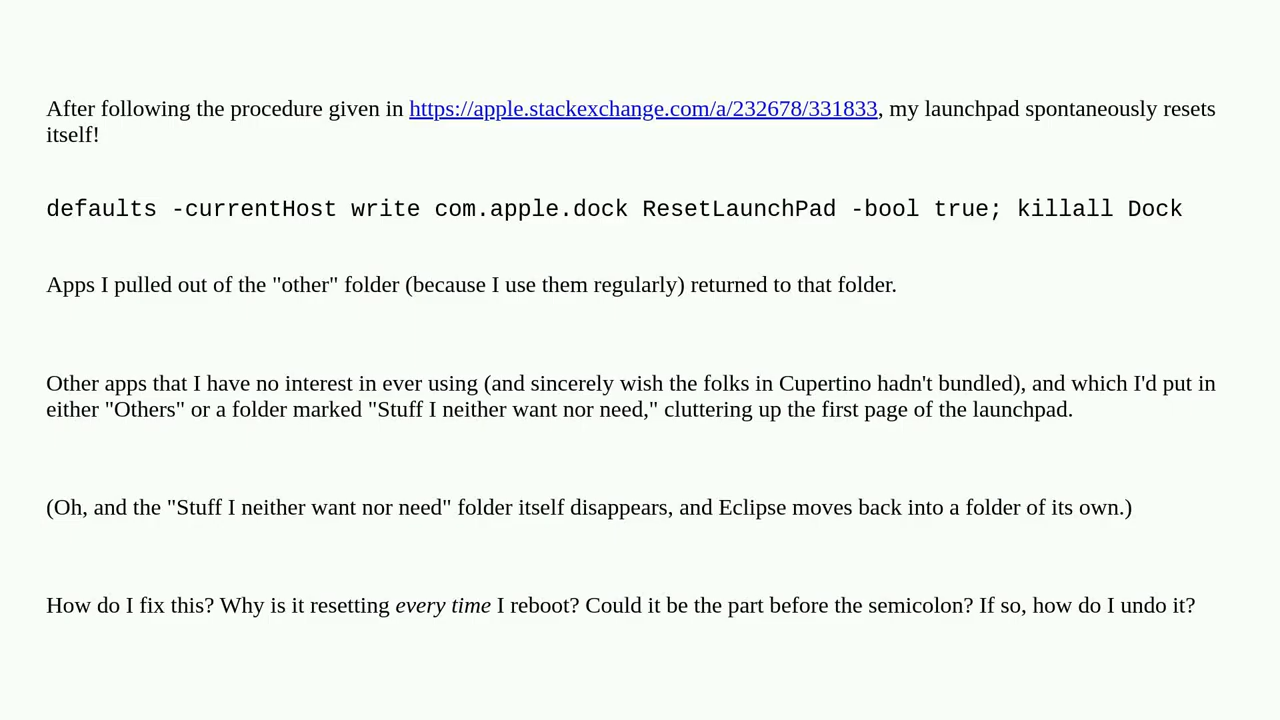 After following the procedure given in https://apple.stackexchange.com/a/232678/331833, my launchpad spontaneously resets
itself!
defaults -currentHost write com.apple.dock ResetLaunchPad -bool true; killall Dock
Apps I pulled out of the "other" folder (because I use them regularly) returned to that folder.
Other apps that I have no interest in ever using (and sincerely wish the folks in Cupertino hadn't bundled), and which I'd put in
either "Others" or a folder marked "Stuff I neither want nor need," cluttering up the first page of the launchpad.
(Oh, and the "Stuff I neither want nor need" folder itself disappears, and Eclipse moves back into a folder of its own.)
How do I fix this? Why is it resetting every time I reboot? Could it be the part before the semicolon? If so, how do I undo it?